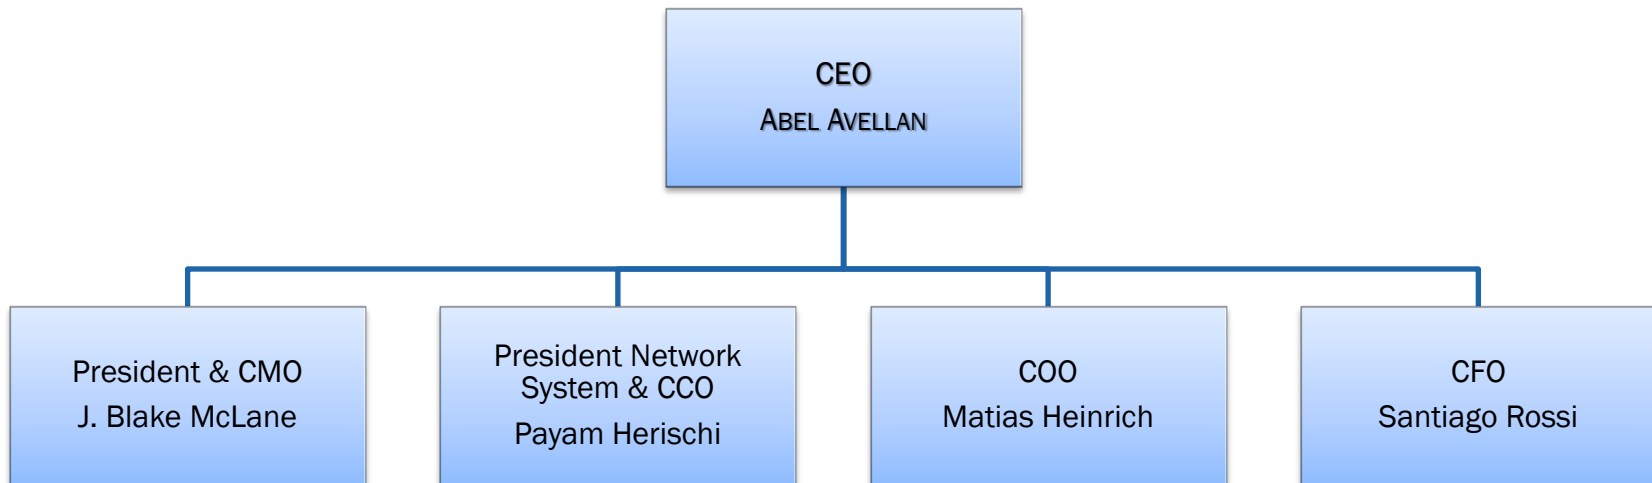 CEO
ABEL AVELLAN
President & CMO
J. Blake McLane
President Network
System & CCO
Payam Herischi
COO
Matias Heinrich
CFO
Santiago Rossi